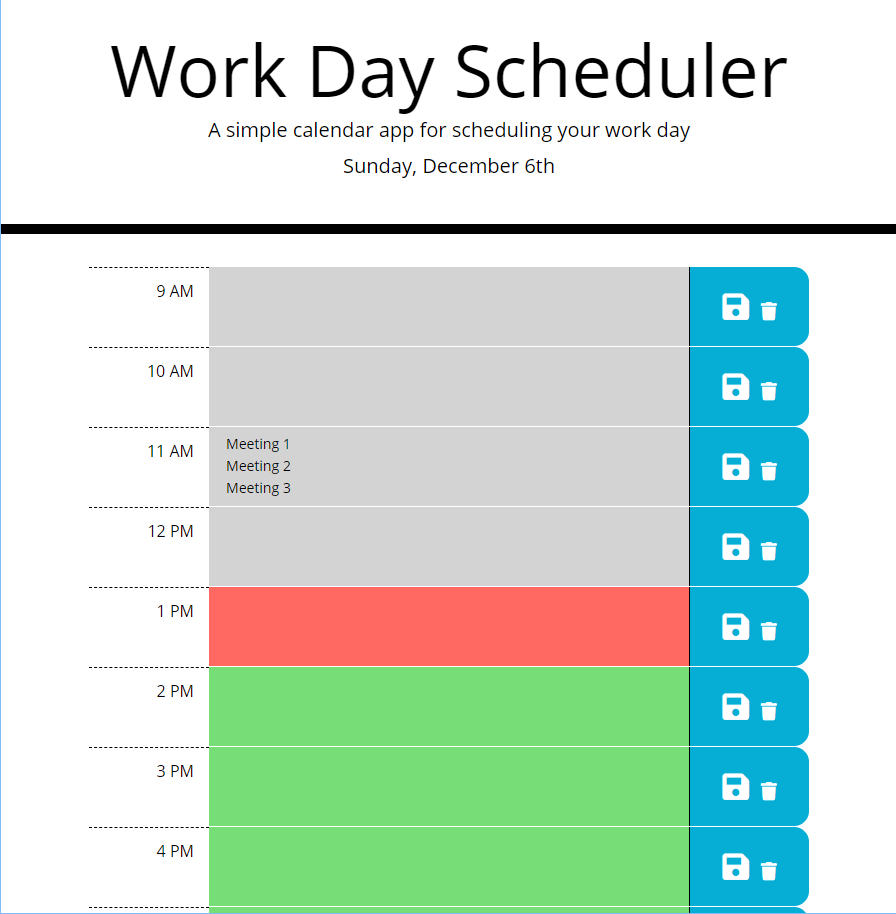 Work Day Scheduler
A simple calendar app for scheduling your work day
Sunday, December 6th
9 AM
10 AM
11 AM
Meeting 1
Meeting 2
Meeting 3
12 PM
1 PM
2 PM
3 PM
4 PM